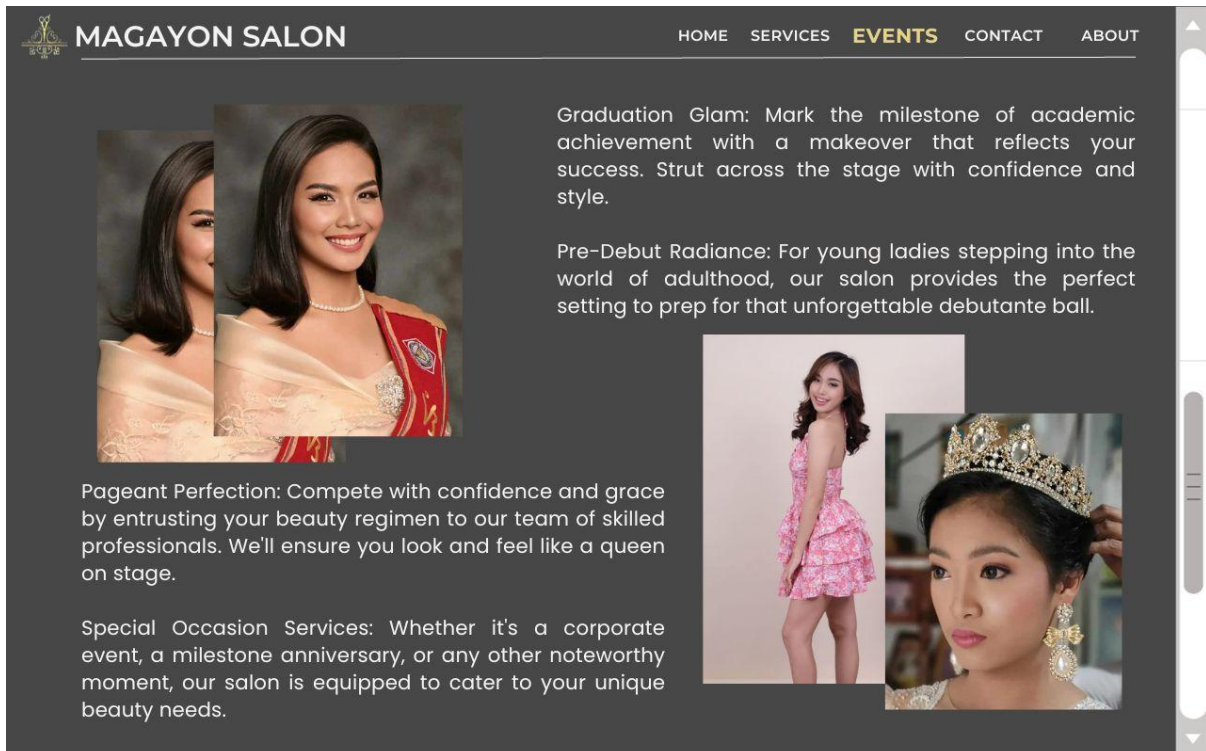 MAGAYON SALON
HOME SERVICES EVENTS CONTACT ABOUT
Graduation Glam: Mark the milestone of academic
achievement with a makeover that reflects your
success. Strut across the stage with confidence and
style.
Pre-Debut Radiance: For young ladies stepping into the
world of adulthood, our salon provides the perfect
setting to prep for that unforgettable debutante ball.
Pageant Perfection: Compete with confidence and grace
by entrusting your beauty regimen to our team of skilled
professionals. We'll ensure you look and feel like a queen
on stage.
Special Occasion Services: Whether it's a corporate
event, a milestone anniversary, or any other noteworthy
moment, our salon is equipped to cater to your unique
beauty needs.